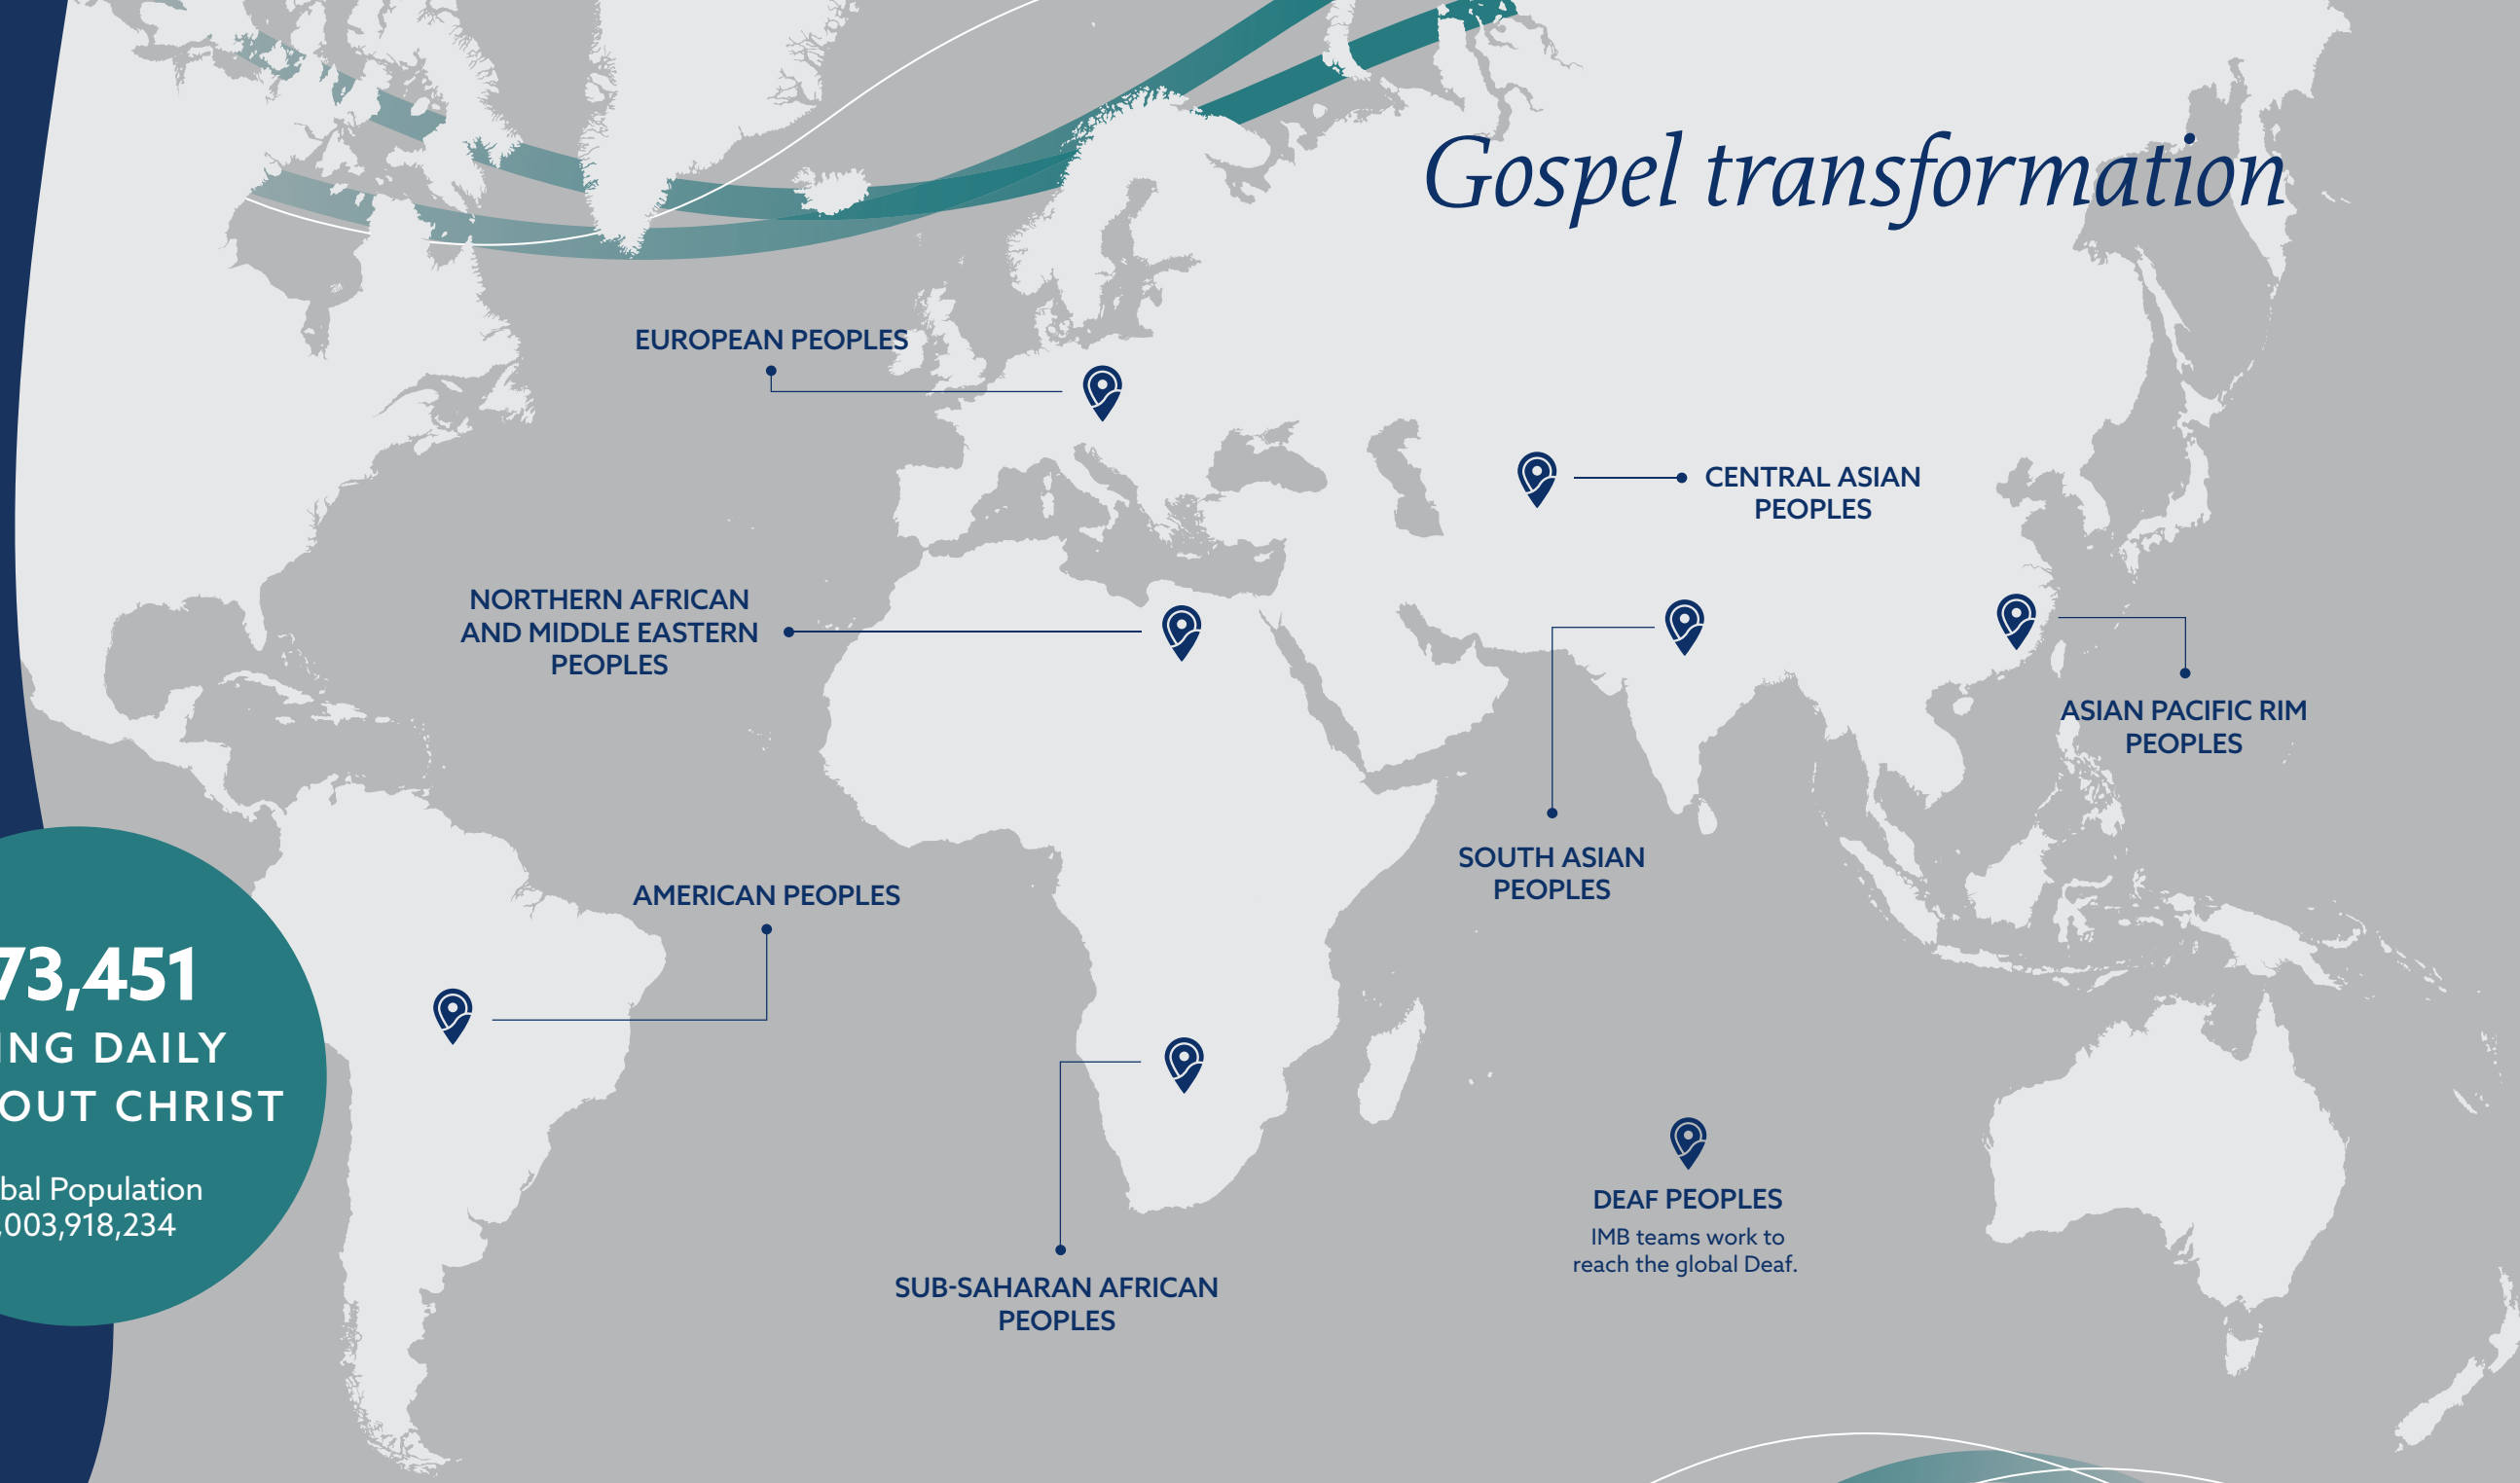 Gospel transformation
EUROPEAN PEOPLES
CENTRAL ASIAN
PEOPLES
NORTHERN AFRICAN
AND MIDDLE EASTERN
PEOPLES
ASIAN PACIFIC RIM
PEOPLES
SOUTH ASIAN
PEOPLES
AMERICAN PEOPLES
73,451
ING DAILY
OUT CHRIST
bal Population
,003,918,234
DEAF PEOPLES
IMB teams work to
reach the global Deaf.
SUB-SAHARAN AFRICAN
PEOPLES